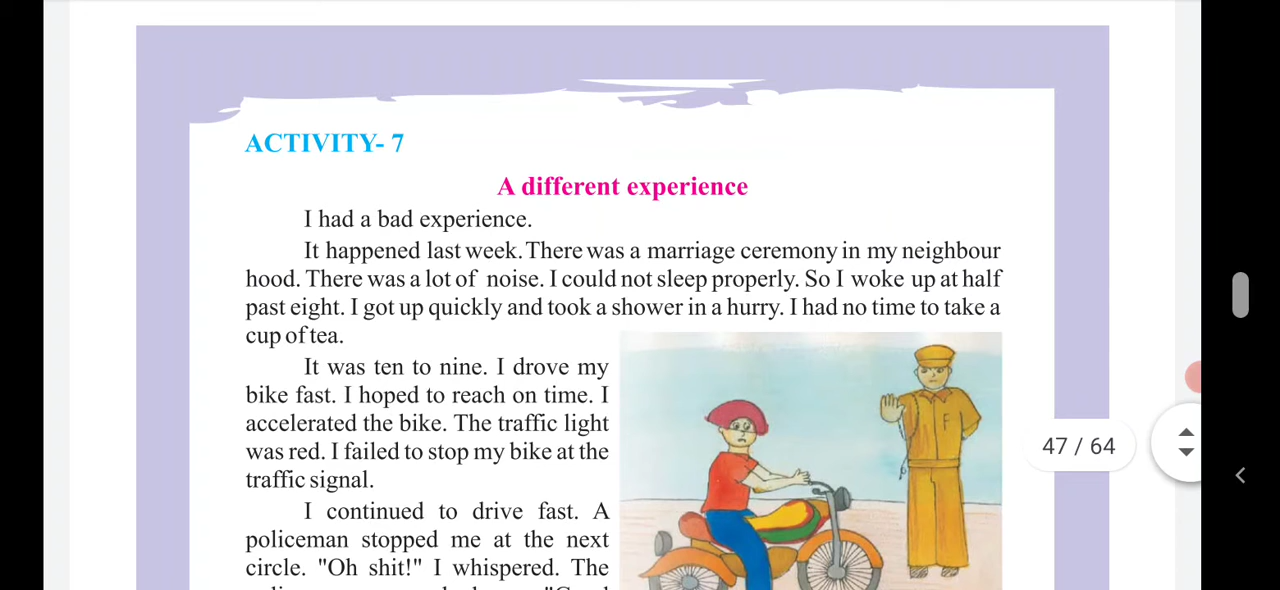 ACTIVITY- 7
A different experience
I had a bad experience.
It happened last week. There was a marriage ceremony in my neighbour
hood. There was a lot of noise. I could not sleep properly. So I woke up at half
past eight. I got up quickly and took a shower in a hurry. I had no time to take a
cup of tea.
It was ten to nine. I drove my
bike fast. I hoped to reach on time. I
accelerated the bike. The traffic light
was red. I failed to stop my bike at the
traffic signal.
I continued to drive fast. A
policeman stopped me at the next
circle. "Oh shit!" I whispered. The
47 / 64